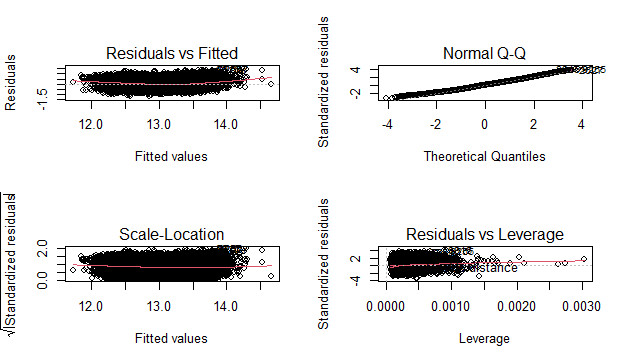 Residuals vs Fitted
Residuals
-1.5
12.0 13.0 14.0
Fitted values
Normal Q-Q
Standardized residuals
-2 4
-4 -2 0 2 4
Theoretical Quantiles
Scale-Location
√|Standardized residuals|
0.0 2.0
12.0 13.0 14.0
Fitted values
Residuals vs Leverage
Standardized residuals
-4 2
distance
0.0000 0.0010 0.0020 0.0030
Leverage